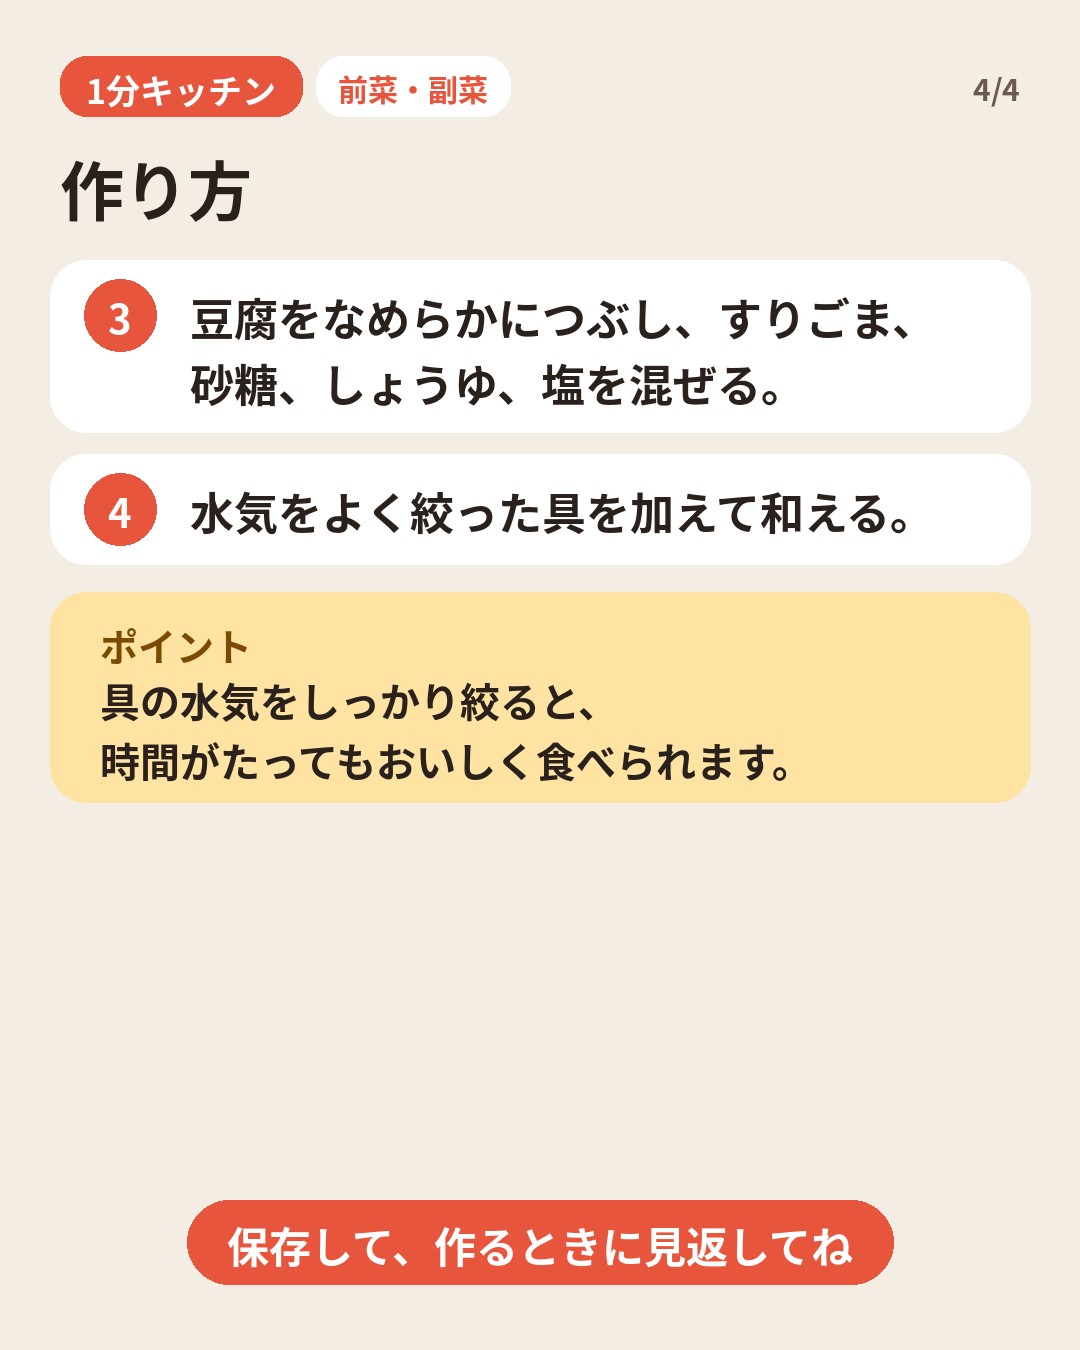 1分キッチン
前菜・副菜
4/4
作り方
3
豆腐をなめらかにつぶし、すりごま、
砂糖、しょうゆ、塩を混ぜる。
4
水気をよく絞った具を加えて和える。
ポイント
具の水気をしっかり絞ると、
時間がたってもおいしく食べられます。
保存して、作るときに見返してね